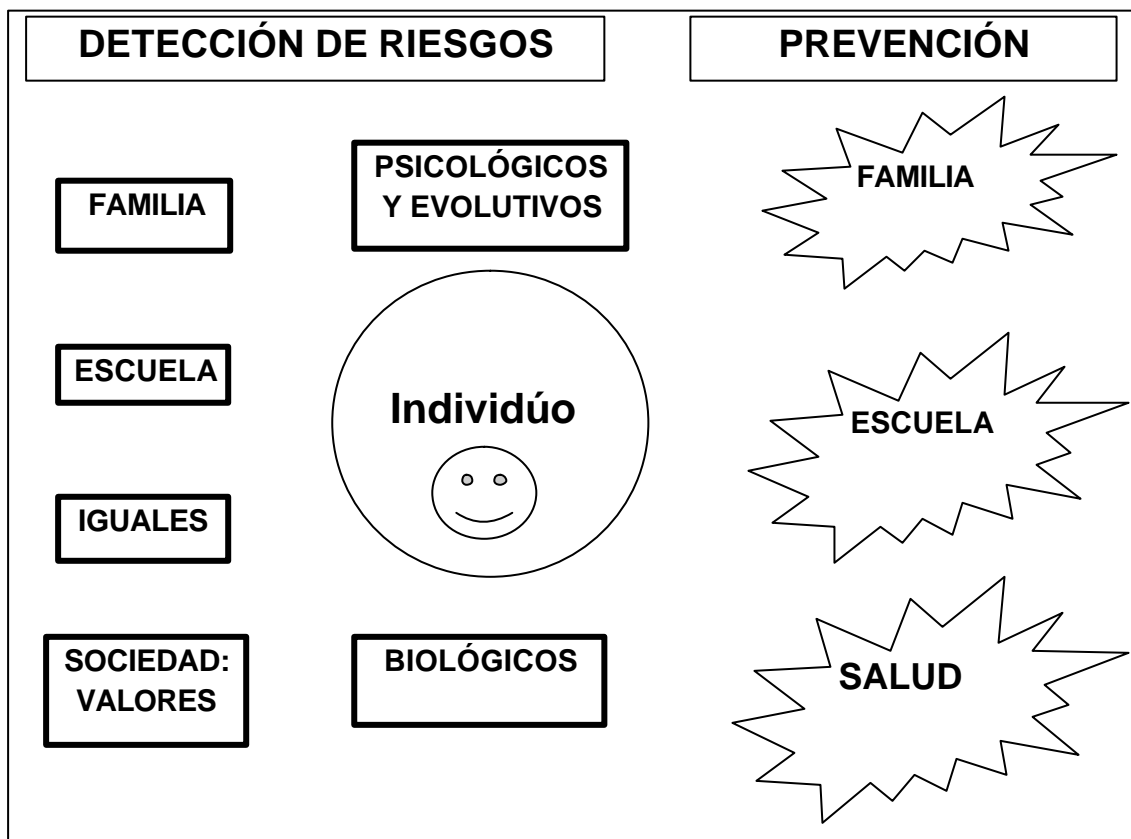 DETECCIÓN DE RIESGOS
PREVENCIÓN
FAMILIA
PSICOLÓGICOS
Y EVOLUTIVOS
FAMILIA
ESCUELA
Individúo
ESCUELA
IGUALES
SOCIEDAD:
VALORES
BIOLÓGICOS
SALUD